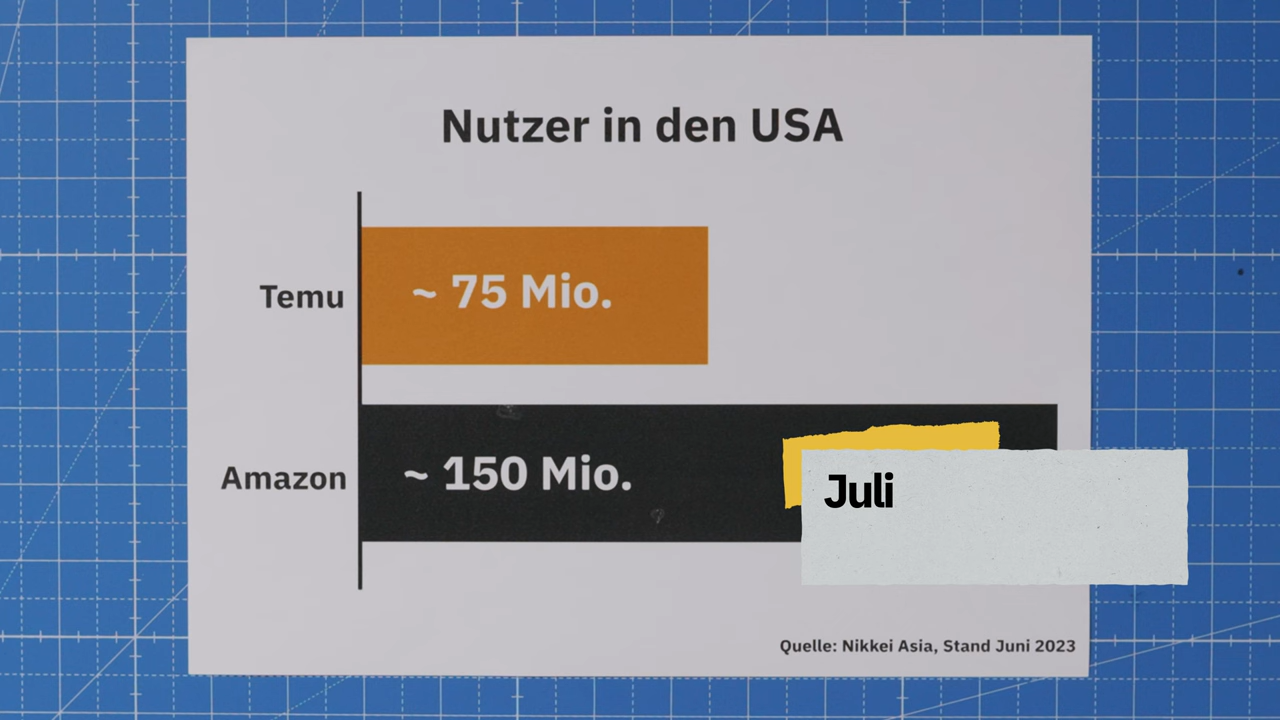 Nutzer in den USA
Temu
~ 75 Mio.
Amazon
~ 150 Mio.
Juli
Quelle: Nikkei Asia, Stand Juni 2023